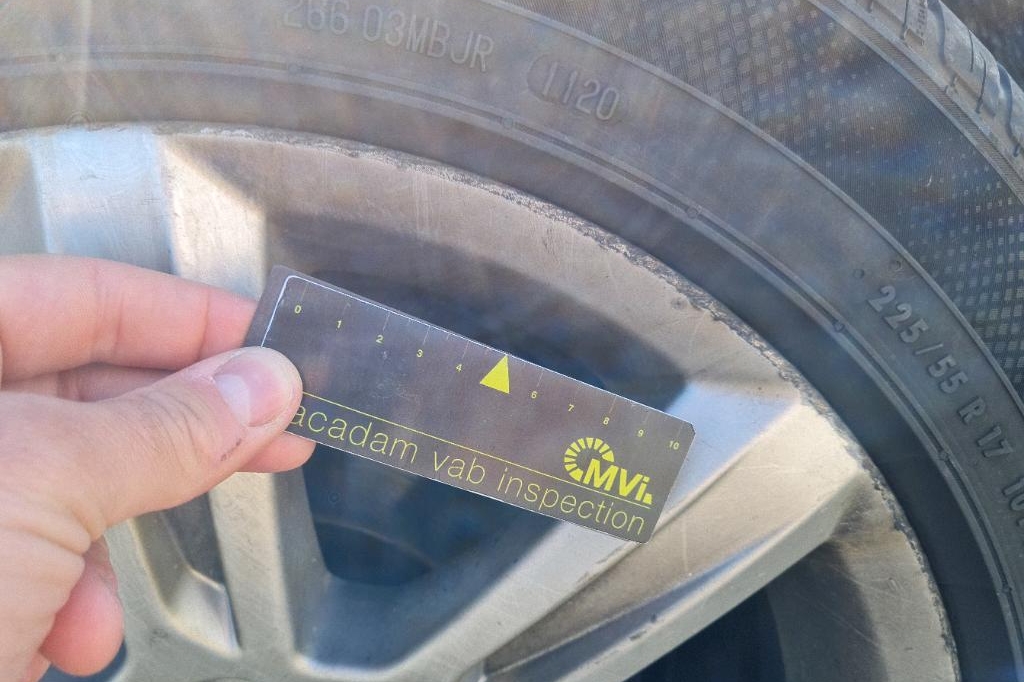 03MBJR
1120
225/55 R 17
0 1 2 3 4 6 7 8 9 10
MVi
acadam vab inspection